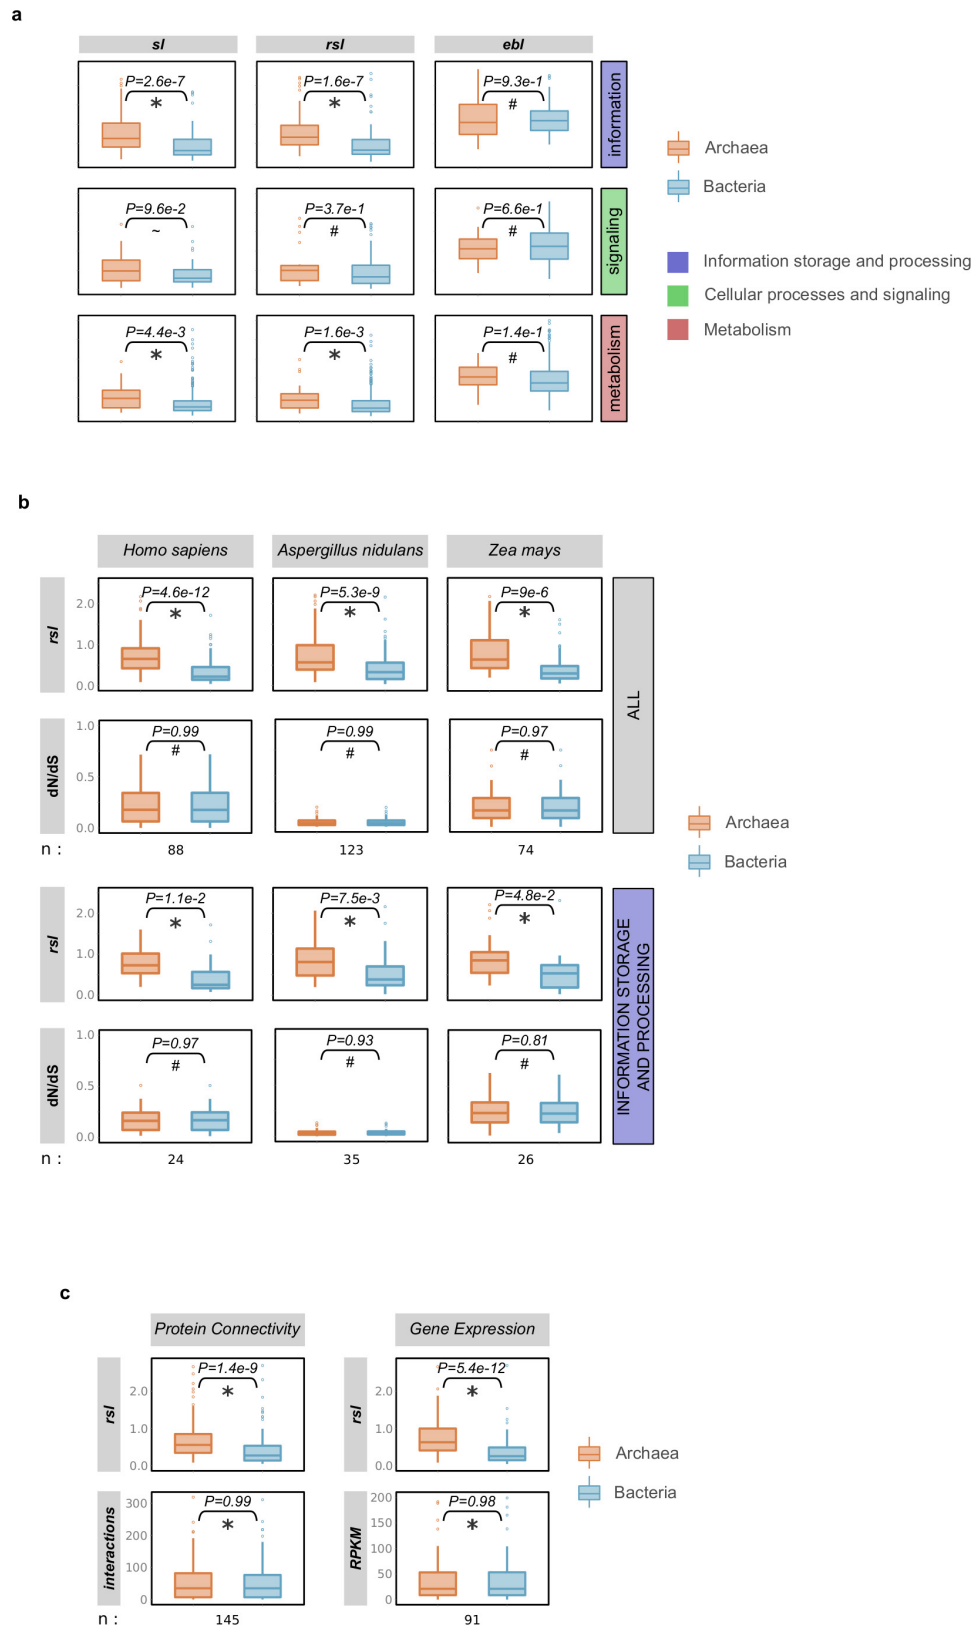 a
sl rsl ebl
P=2.6e-7 P=1.6e-7 P=9.3e-1
* * #
information
Archaea
Bacteria
P=9.6e-2 P=3.7e-1 P=6.6e-1
~ # #
signaling
Information storage and processing
Cellular processes and signaling
Metabolism
P=4.4e-3 P=1.6e-3 P=1.4e-1
* * #
metabolism
b
Homo sapiens Aspergillus nidulans Zea mays
rsl
2.0
1.0
0.0
P=4.6e-12 P=5.3e-9 P=9e-6
* * *
ALL
dN/dS
1.0
0.5
0.0
P=0.99 P=0.99 P=0.97
# # #
n : 88 123 74
Archaea
Bacteria
rsl
2.0
1.0
0.0
P=1.1e-2 P=7.5e-3 P=4.8e-2
* * *
INFORMATION STORAGE
AND PROCESSING
dN/dS
1.0
0.5
0.0
P=0.97 P=0.93 P=0.81
# # #
n : 24 35 26
c
Protein Connectivity Gene Expression
rsl
2.0
1.0
0.0
P=1.4e-9
*
rsl
2.0
1.0
0.0
P=5.4e-12
*
Archaea
Bacteria
interactions
300
200
100
0
P=0.99
*
RPKM
200
150
100
50
0
P=0.98
*
n : 145 91